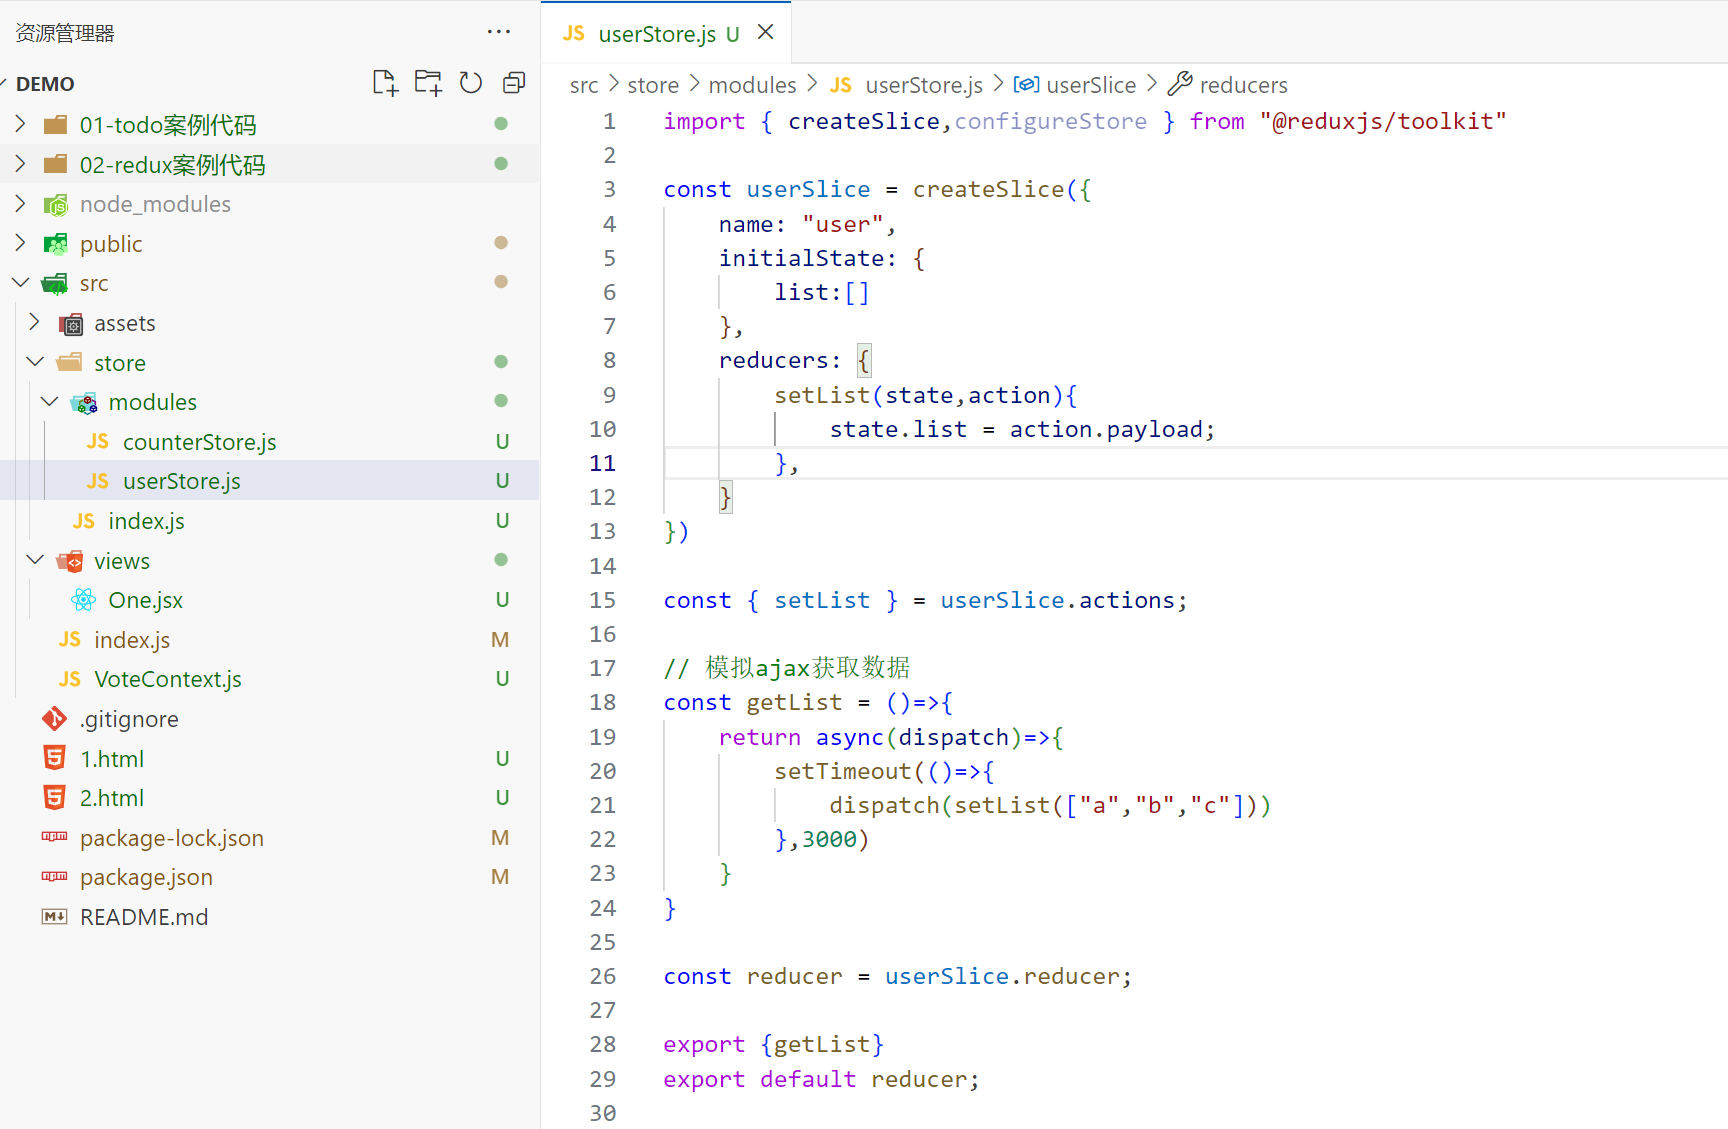 资源管理器 ···
DEMO
01-todo案例代码
02-redux案例代码
node_modules
public
src
assets
store
modules
JS counterStore.js U
JS userStore.js U
JS index.js U
views
One.jsx U
JS index.js M
JS VoteContext.js U
.gitignore
1.html U
2.html U
package-lock.json M
package.json M
README.md
JS userStore.js U
src > store > modules > JS userStore.js > userSlice > reducers
1 import { createSlice,configureStore } from "@reduxjs/toolkit"
2
3 const userSlice = createSlice({
4     name: "user",
5     initialState: {
6         list:[]
7     },
8     reducers: {
9         setList(state,action){
10             state.list = action.payload;
11         },
12     }
13 })
14
15 const { setList } = userSlice.actions;
16
17 // 模拟ajax获取数据
18 const getList = ()=>{
19     return async(dispatch)=>{
20         setTimeout(()=>{
21             dispatch(setList(["a","b","c"]))
22         },3000)
23     }
24 }
25
26 const reducer = userSlice.reducer;
27
28 export {getList}
29 export default reducer;
30